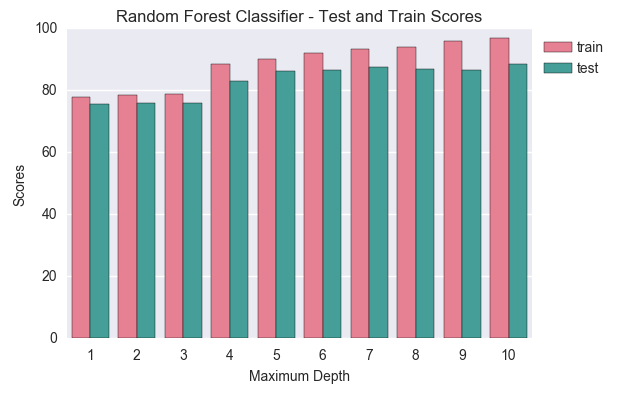 Random Forest Classifier - Test and Train Scores
100
80
60
40
20
0
Scores
1 2 3 4 5 6 7 8 9 10
Maximum Depth
train
test